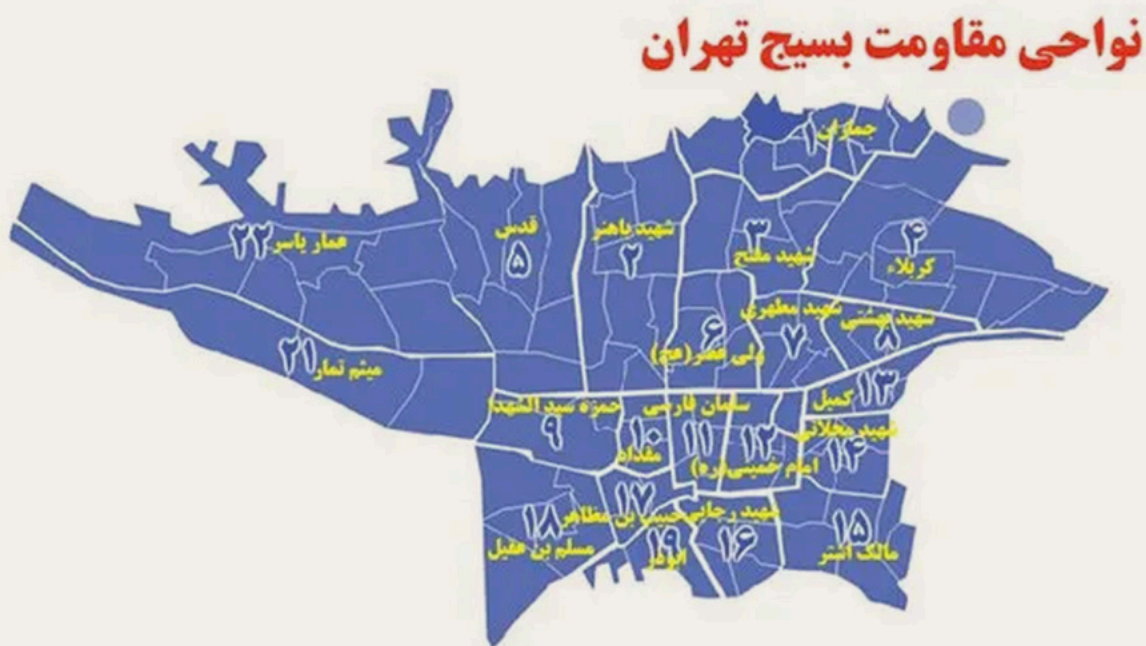 نواحی مقاومت بسیج تهران
جماران ۱
عمار یاسر ۲۲
قدس ۵
شهید باهنر ۲
شهید مفتح ۳
کربلاء ۴
شهید مطهری ۷
شهید بهشتی ۸
ولی عصر(عج) ۶
میثم تمار ۲۱
کمیل ۱۳
حمزه سید الشهدا ۹
سلمان فارسی ۱۱
مقداد ۱۰
امام خمینی(ره) ۱۲
شهید محلاتی ۱۴
حبیب بن مظاهر ۱۷
شهید رجایی ۱۶
مسلم بن عقیل ۱۸
ابوذر ۱۹
مالک اشتر ۱۵